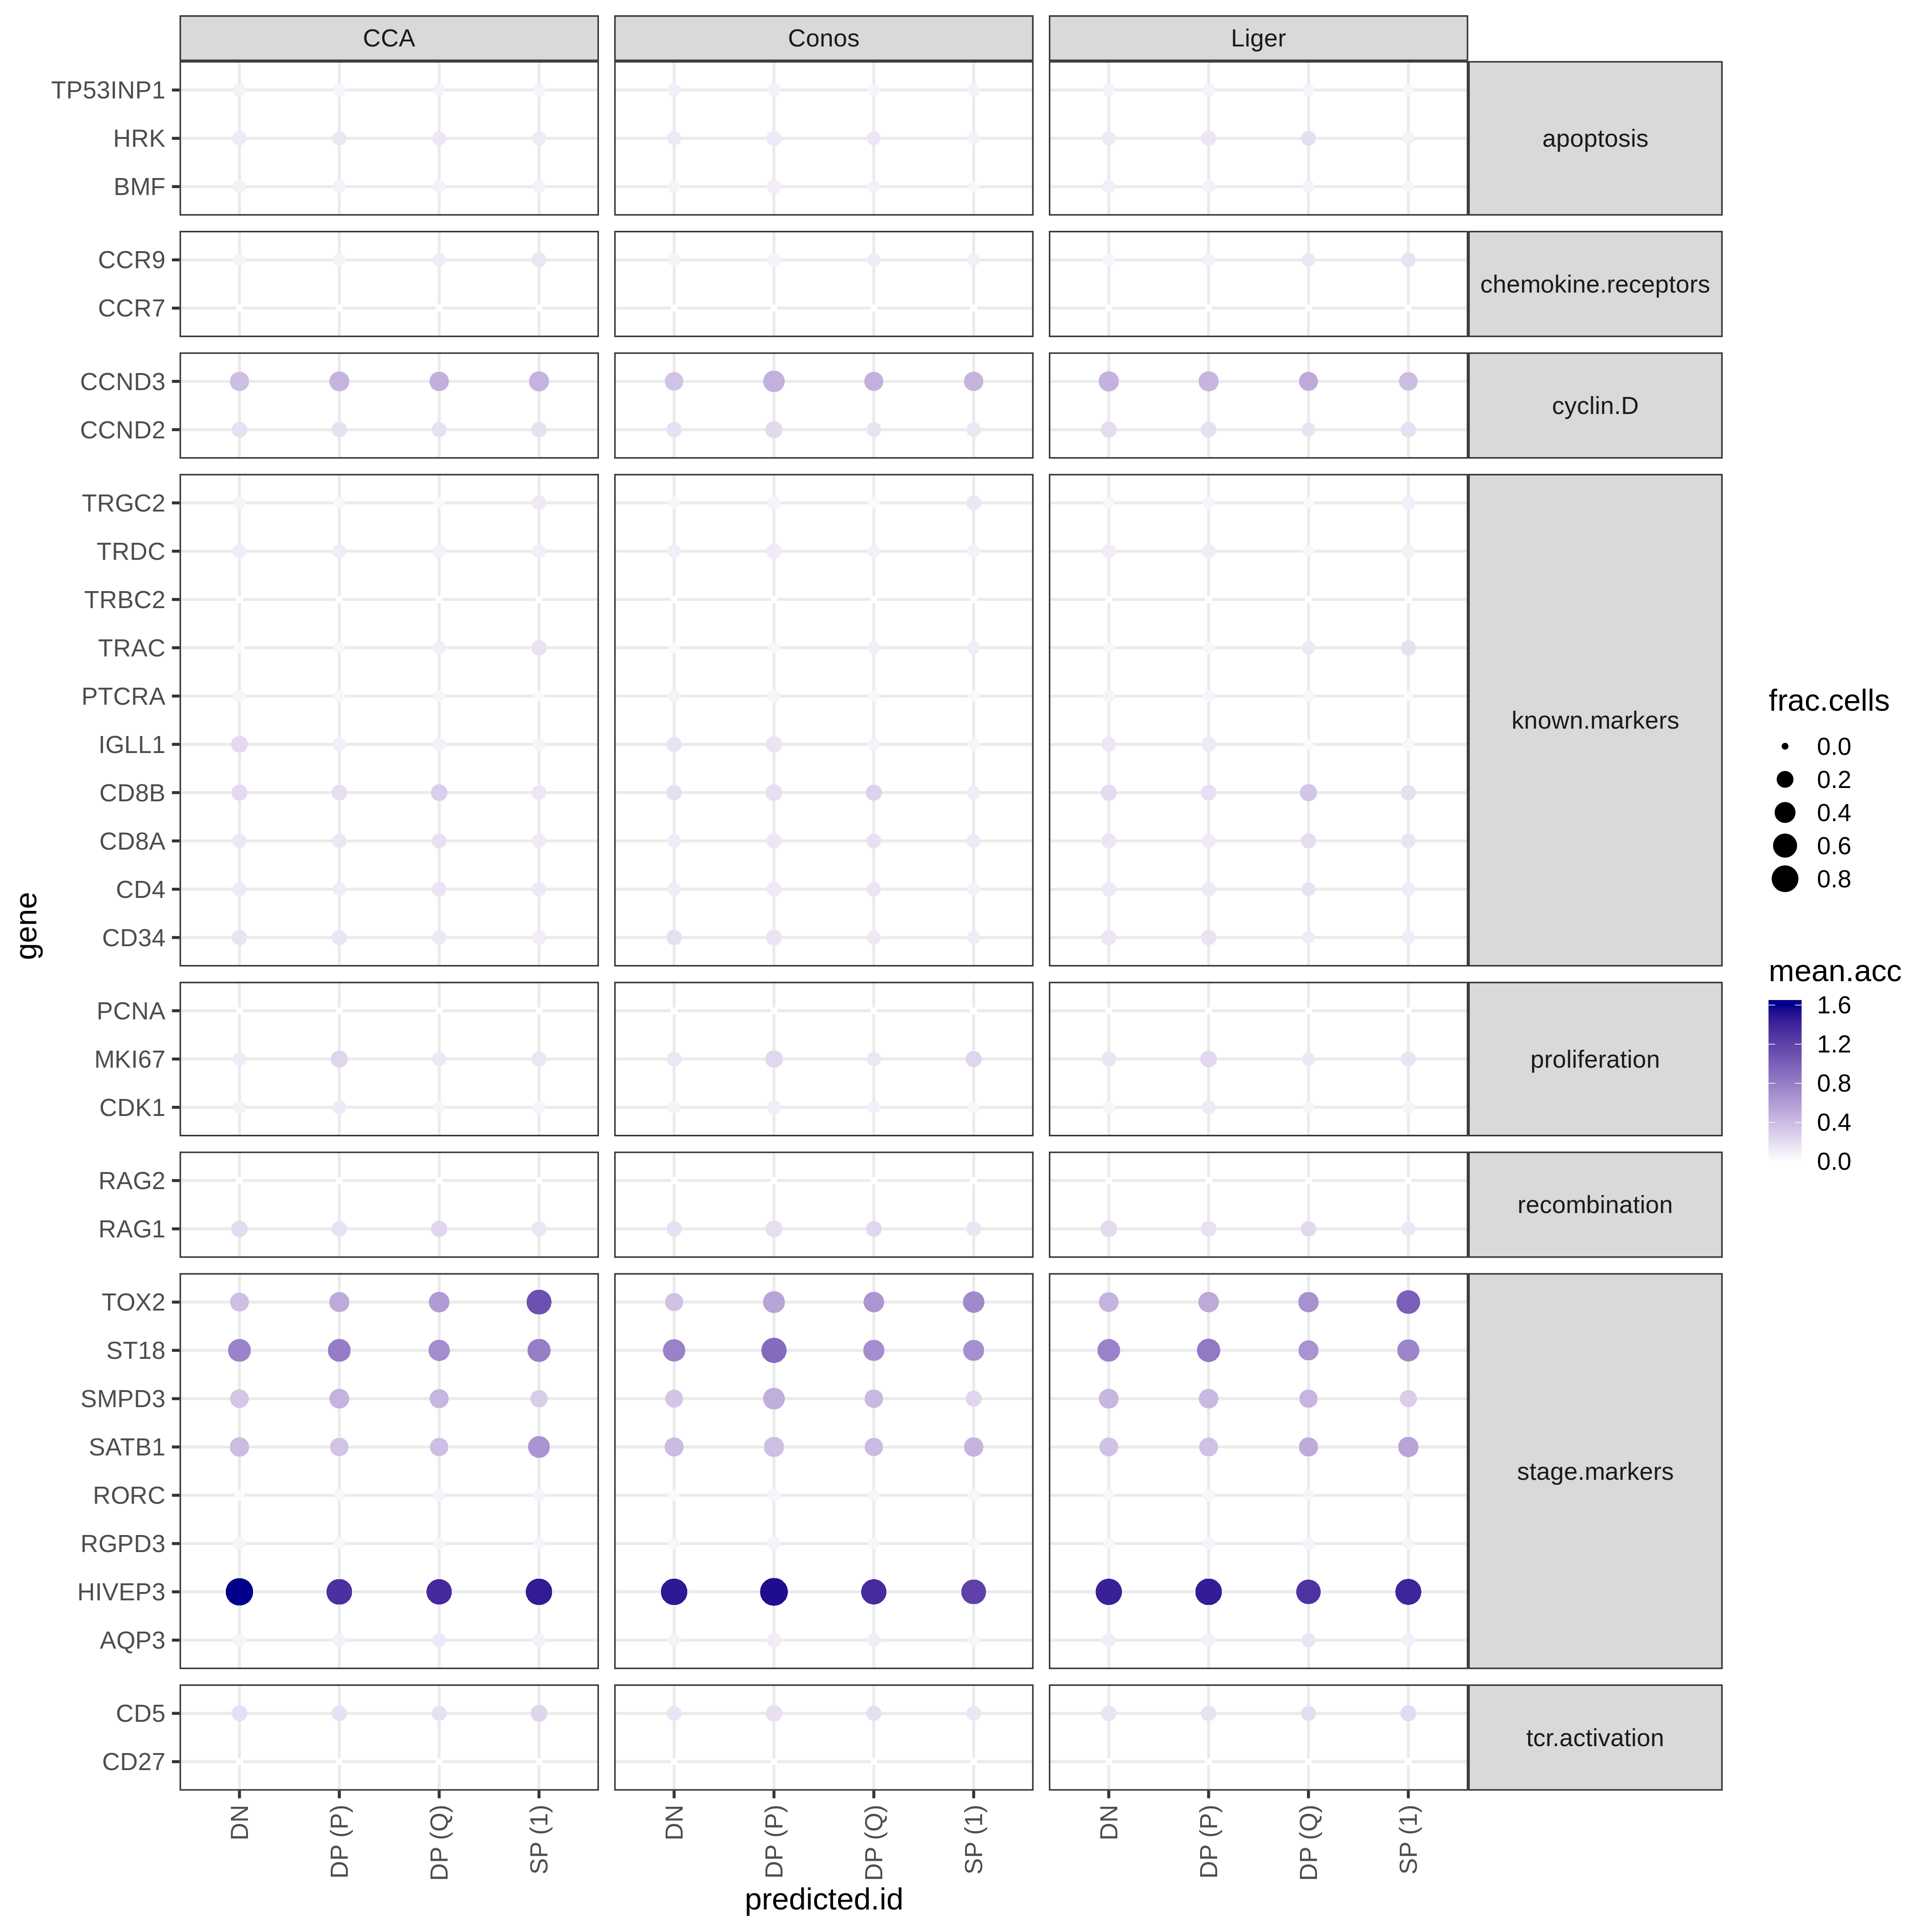 CCA Conos Liger
TP53INP1
HRK
BMF
apoptosis
CCR9
CCR7
chemokine.receptors
CCND3
CCND2
cyclin.D
TRGC2
TRDC
TRBC2
TRAC
PTCRA
IGLL1
CD8B
CD8A
CD4
CD34
known.markers
PCNA
MKI67
CDK1
proliferation
RAG2
RAG1
recombination
TOX2
ST18
SMPD3
SATB1
RORC
RGPD3
HIVEP3
AQP3
stage.markers
CD5
CD27
tcr.activation
DN DP (P) DP (Q) SP (1) DN DP (P) DP (Q) SP (1) DN DP (P) DP (Q) SP (1)
predicted.id
gene
frac.cells
0.0
0.2
0.4
0.6
0.8
mean.acc
1.6
1.2
0.8
0.4
0.0